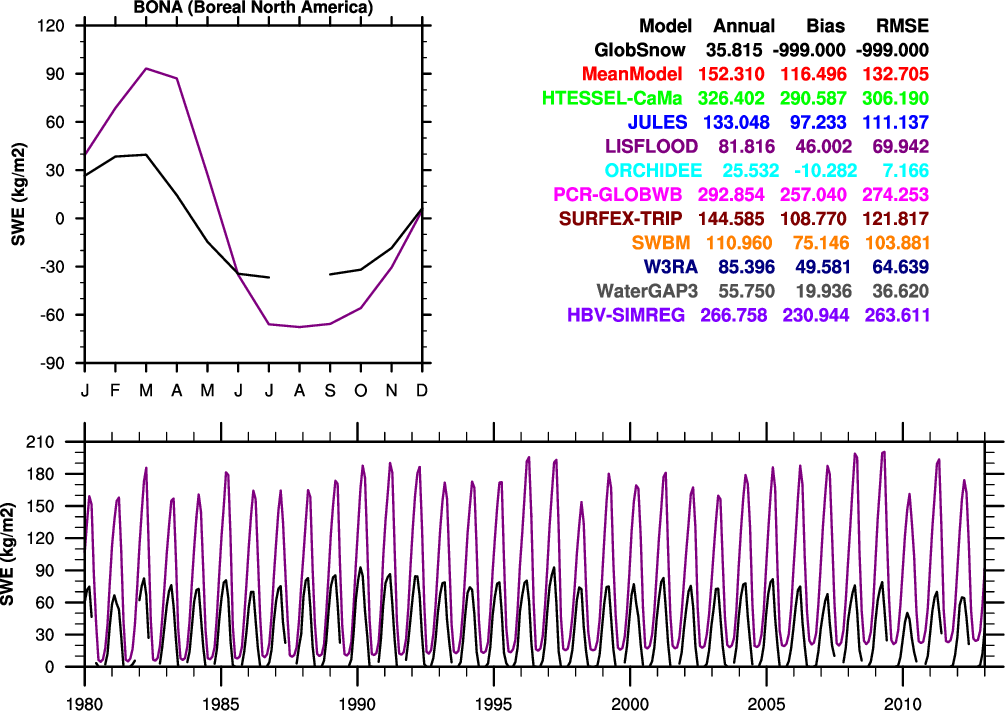 BONA (Boreal North America)
120
90
60
30
0
-30
-60
-90
SWE (kg/m2)
J F M A M J J A S O N D
Model Annual Bias RMSE
GlobSnow 35.815 -999.000 -999.000
MeanModel 152.310 116.496 132.705
HTESSEL-CaMa 326.402 290.587 306.190
JULES 133.048 97.233 111.137
LISFLOOD 81.816 46.002 69.942
ORCHIDEE 25.532 -10.282 7.166
PCR-GLOBWB 292.854 257.040 274.253
SURFEX-TRIP 144.585 108.770 121.817
SWBM 110.960 75.146 103.881
W3RA 85.396 49.581 64.639
WaterGAP3 55.750 19.936 36.620
HBV-SIMREG 266.758 230.944 263.611
210
180
150
120
90
60
30
0
SWE (kg/m2)
1980 1985 1990 1995 2000 2005 2010